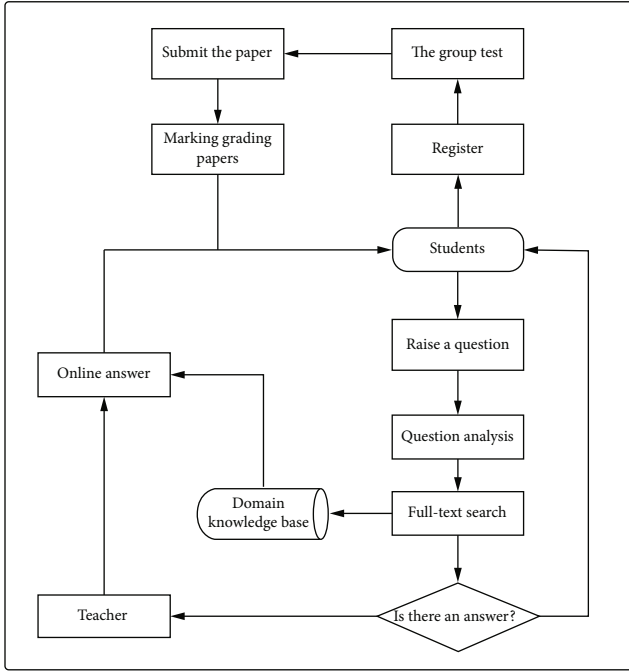 Submit the paper
The group test
Marking grading
papers
Register
Students
Raise a question
Online answer
Question analysis
Domain
knowledge base
Full-text search
Teacher
Is there an answer?